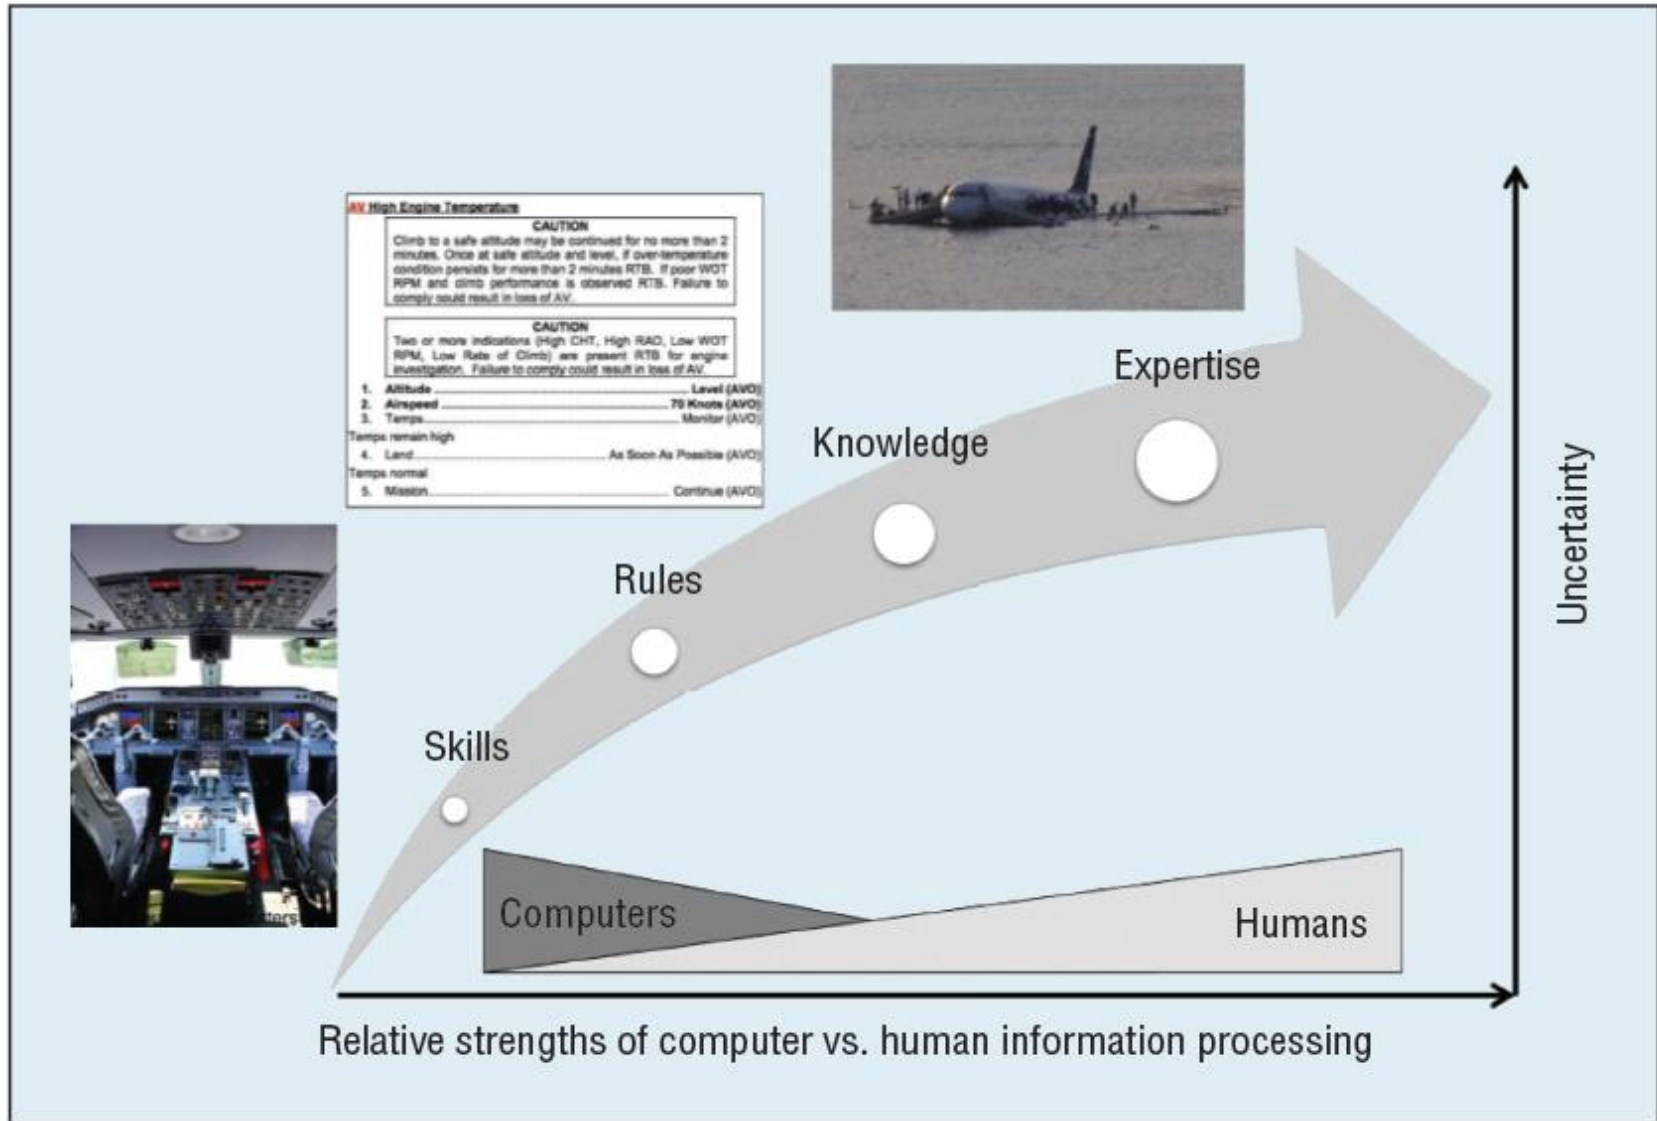 AV High Engine Temperature
CAUTION
Climb to a safe altitude may be continued for no more than 2
minutes. Once at safe altitude and level, if over-temperature
condition persists for more than 2 minutes RTB. If poor WOT
RPM and climb performance is observed RTB. Failure to
comply could result in loss of AV.
CAUTION
Two or more indications (High CHT, High RAD, Low WOT
RPM, Low Rate of Climb) are present RTB for engine
investigation. Failure to comply could result in loss of AV.
1. Altitude Level (AVO)
2. Airspeed 70 Knots (AVO)
3. Temps Monitor (AVO)
Temps remain high
4. Land As Soon As Possible (AVO)
Temps normal
5. Mission Continue (AVO)
Expertise
Knowledge
Rules
Skills
Uncertainty
Computers
Humans
Relative strengths of computer vs. human information processing